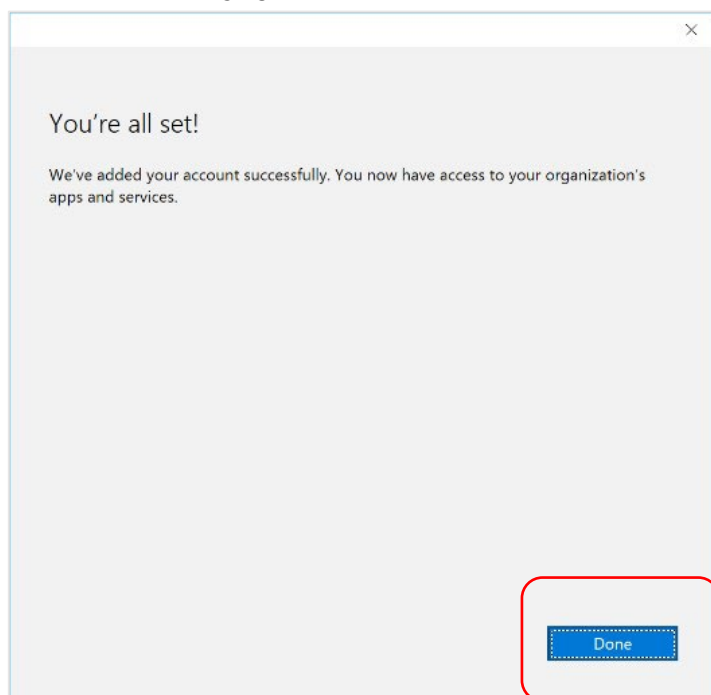 You're all set!
We've added your account successfully. You now have access to your organization's
apps and services.
Done